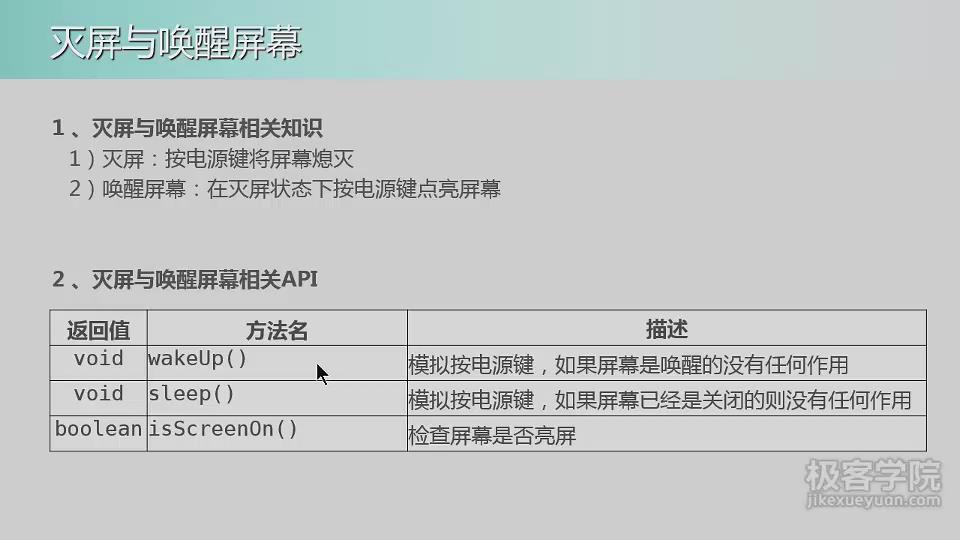 灭屏与唤醒屏幕
1、灭屏与唤醒屏幕相关知识
1）灭屏：按电源键将屏幕熄灭
2）唤醒屏幕：在灭屏状态下按电源键点亮屏幕
2、灭屏与唤醒屏幕相关API
返回值 方法名 描述
void wakeUp() 模拟按电源键，如果屏幕是唤醒的没有任何作用
void sleep() 模拟按电源键，如果屏幕已经是关闭的则没有任何作用
boolean isScreenOn() 检查屏幕是否亮屏
极客学院
jikexueyuan.com